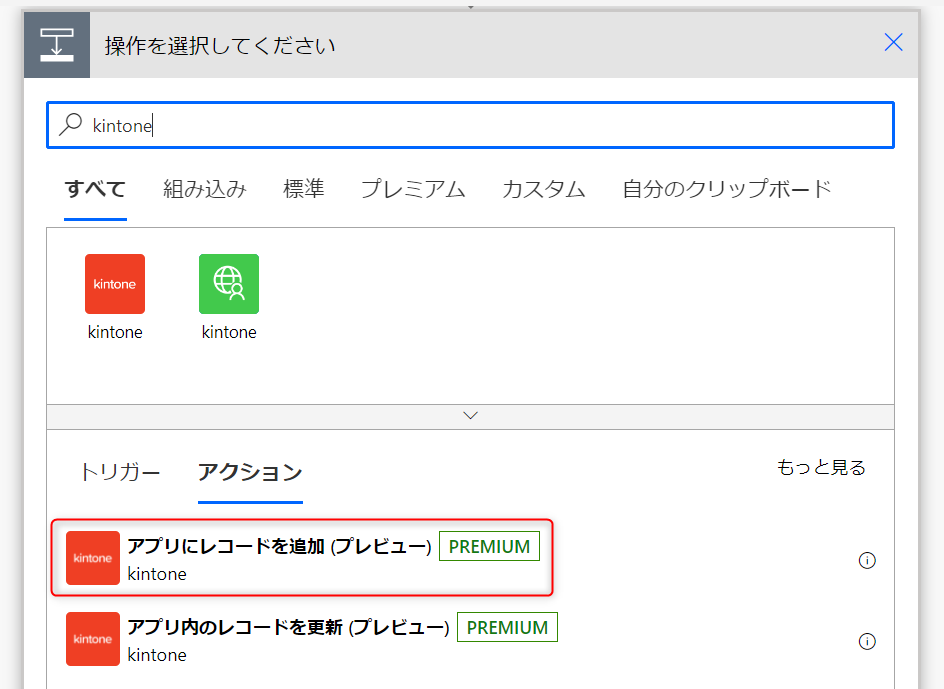 操作を選択してください
kintone
すべて 組み込み 標準 プレミアム カスタム 自分のクリップボード
kintone
kintone kintone
トリガー アクション もっと見る
kintone
アプリにレコードを追加 (プレビュー) PREMIUM
kintone
kintone
アプリ内のレコードを更新 (プレビュー) PREMIUM
kintone